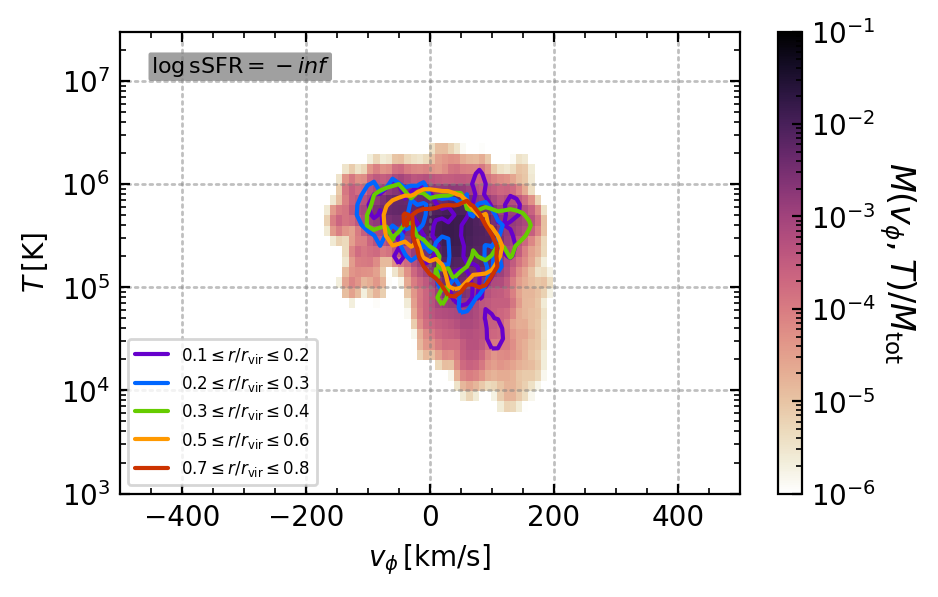 log sSFR = −inf
10⁷
10⁶
10⁵
10⁴
10³
T [K]
0.1 ≤ r/r_vir ≤ 0.2
0.2 ≤ r/r_vir ≤ 0.3
0.3 ≤ r/r_vir ≤ 0.4
0.5 ≤ r/r_vir ≤ 0.6
0.7 ≤ r/r_vir ≤ 0.8
−400 −200 0 200 400
v_ϕ [km/s]
10⁻¹
10⁻²
10⁻³
10⁻⁴
10⁻⁵
10⁻⁶
M(v_ϕ, T)/M_tot